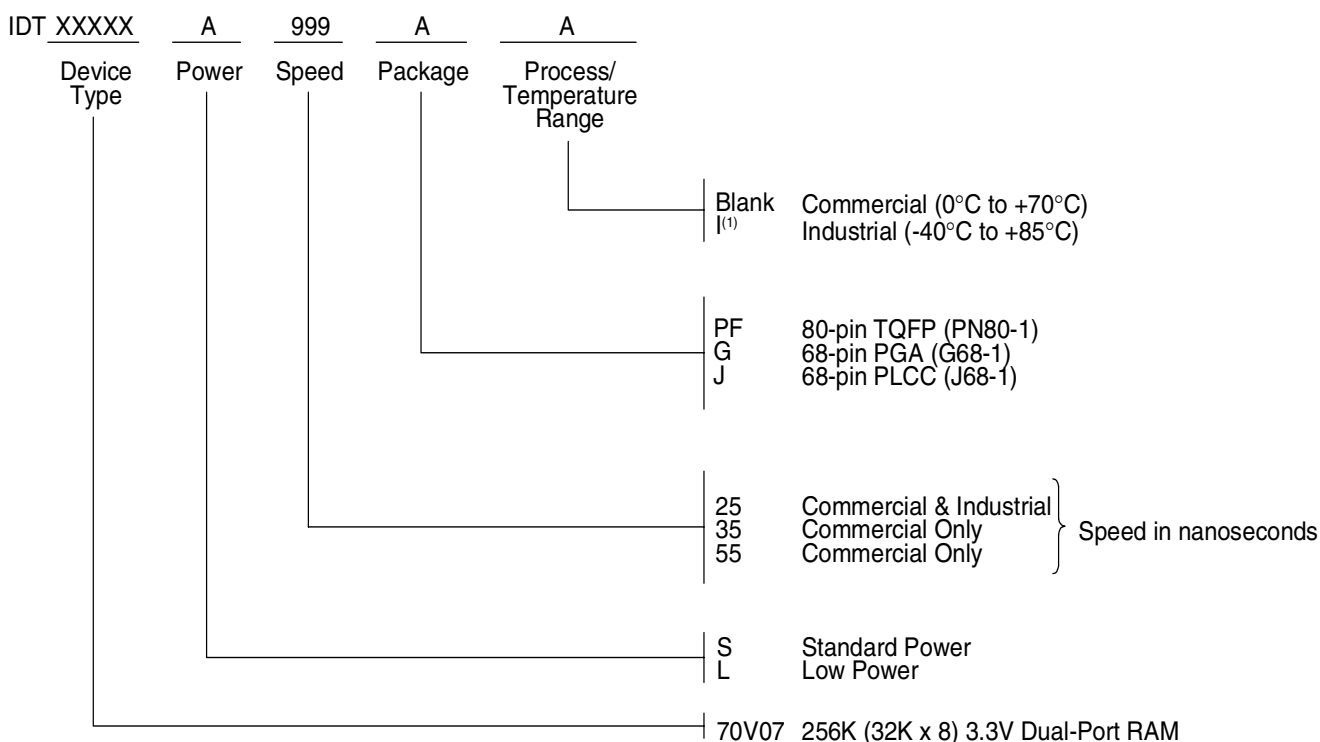 IDT XXXXX A 999 A A
Device Type Power Speed Package Process/ Temperature Range
Blank Commercial (0°C to +70°C)
I(1) Industrial (-40°C to +85°C)
PF 80-pin TQFP (PN80-1)
G 68-pin PGA (G68-1)
J 68-pin PLCC (J68-1)
25 Commercial & Industrial
35 Commercial Only
55 Commercial Only
Speed in nanoseconds
S Standard Power
L Low Power
70V07 256K (32K x 8) 3.3V Dual-Port RAM